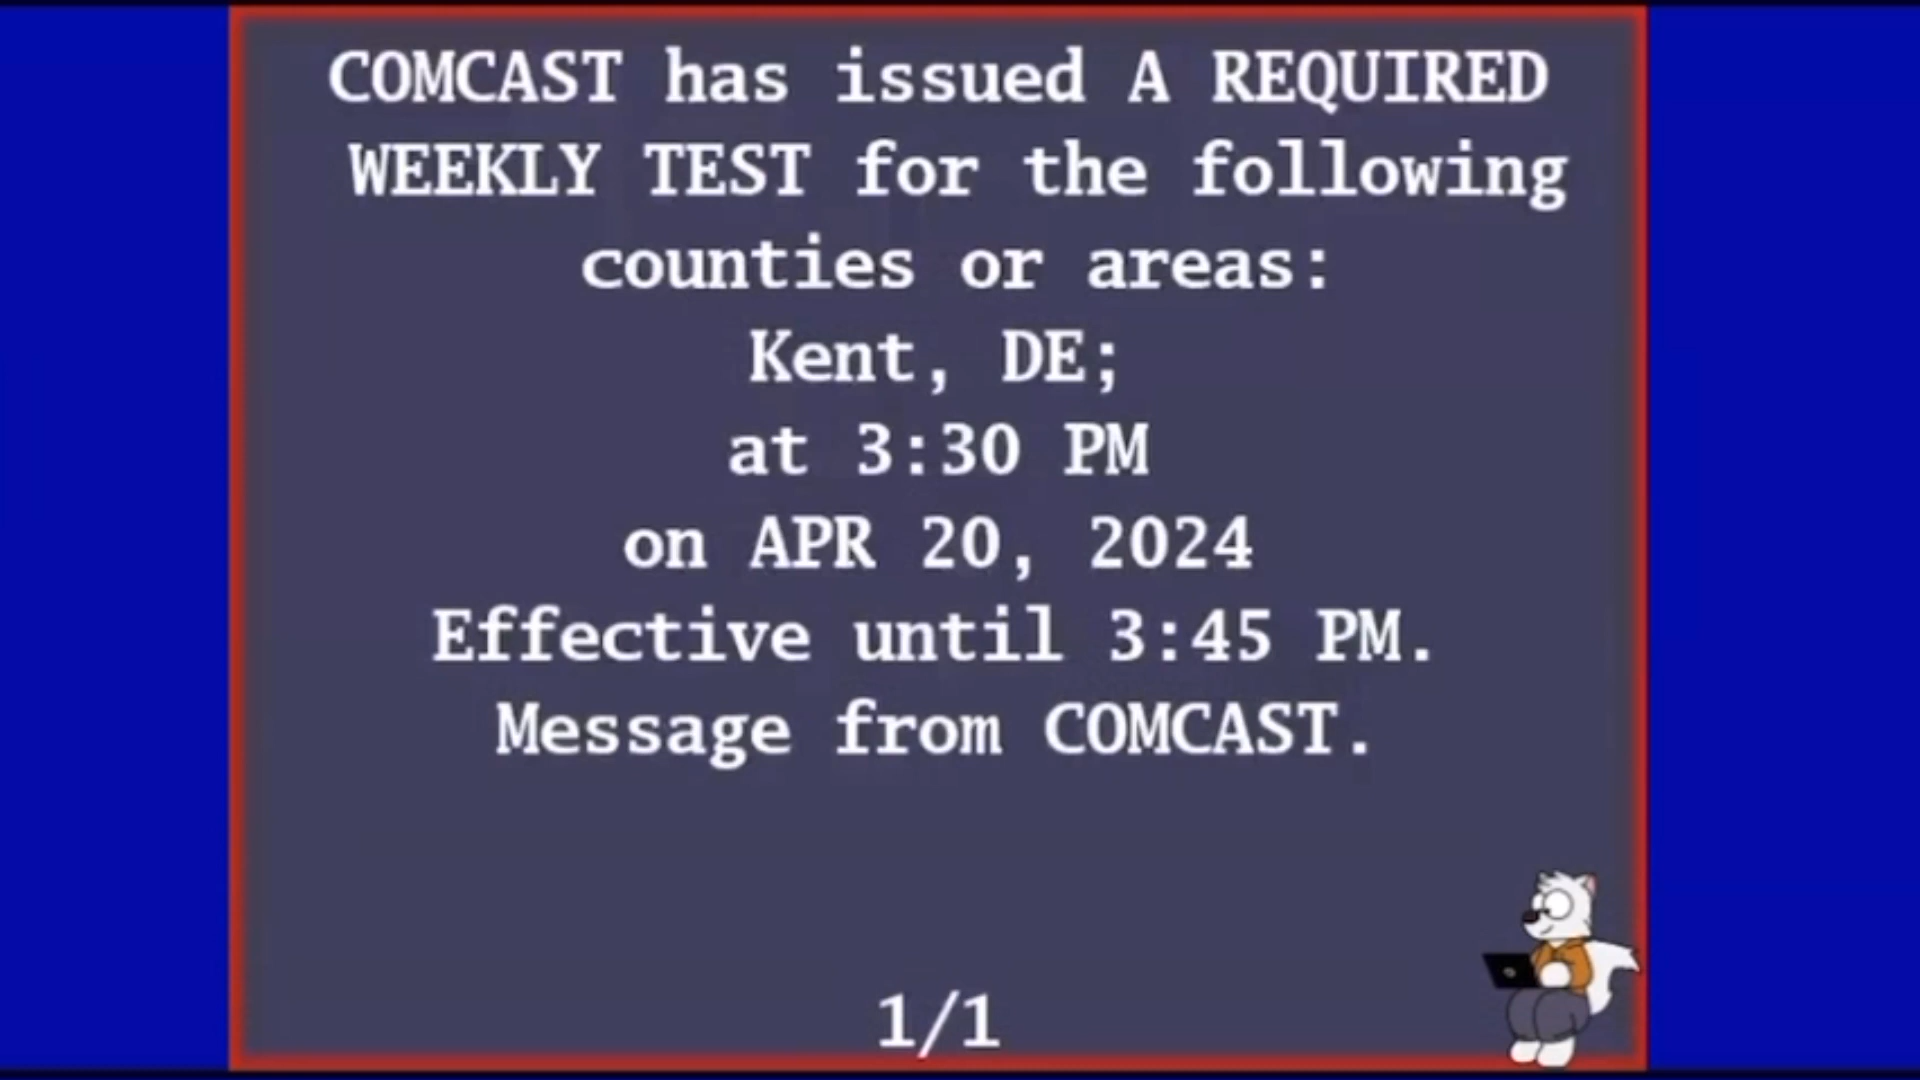 COMCAST has issued A REQUIRED
WEEKLY TEST for the following
counties or areas:
Kent, DE;
at 3:30 PM
on APR 20, 2024
Effective until 3:45 PM.
Message from COMCAST.
1/1